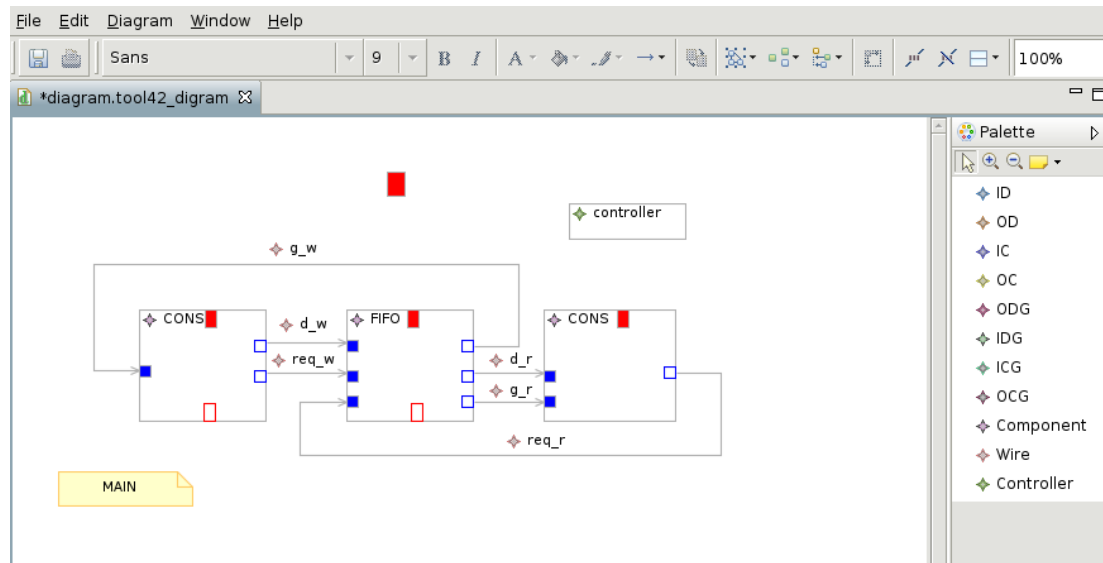 File Edit Diagram Window Help
Sans 9 B I A 100%
*diagram.tool42_digram
Palette
ID
OD
IC
OC
ODG
IDG
ICG
OCG
Component
Wire
Controller
controller
g_w
CONS
d_w
FIFO
CONS
req_w
d_r
g_r
req_r
MAIN